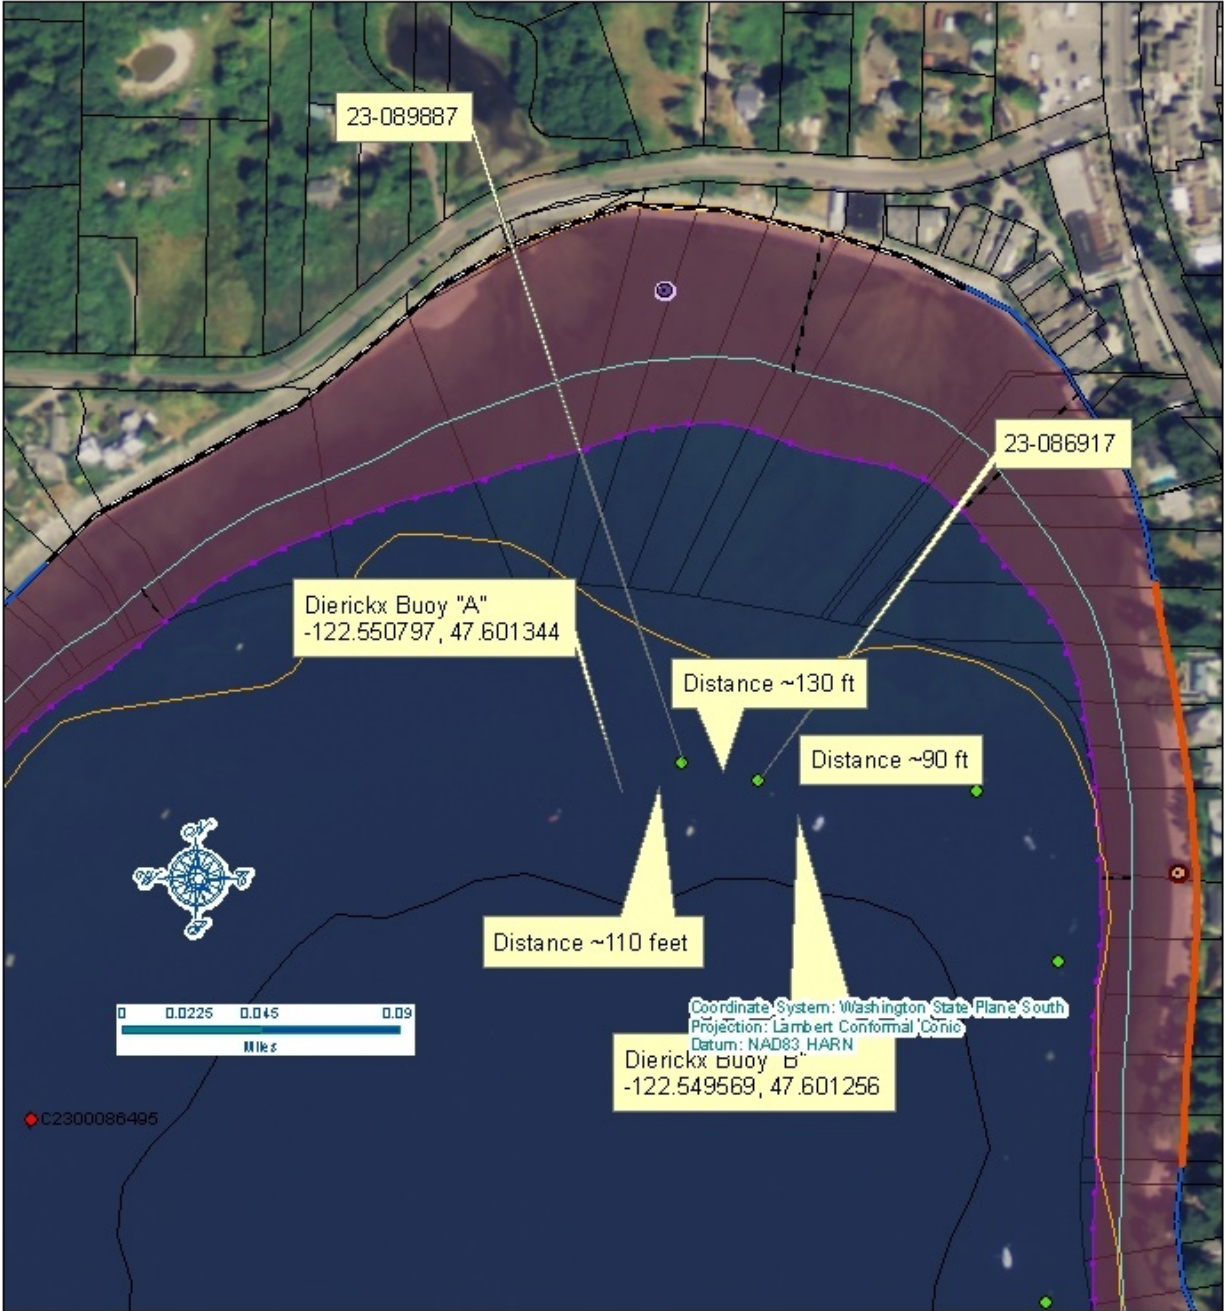 23-089887
23-086917
Dierickx Buoy "A"
-122.550797, 47.601344
Distance ~130 ft
Distance ~90 ft
N
W
E
S
Distance ~110 feet
Coordinate System: Washington State Plane South
Projection: Lambert Conformal Conic
Datum: NAD83 HARN
0 0.0225 0.045 0.09
Miles
Dierickx Buoy "B"
-122.549569, 47.601256
C2300086495